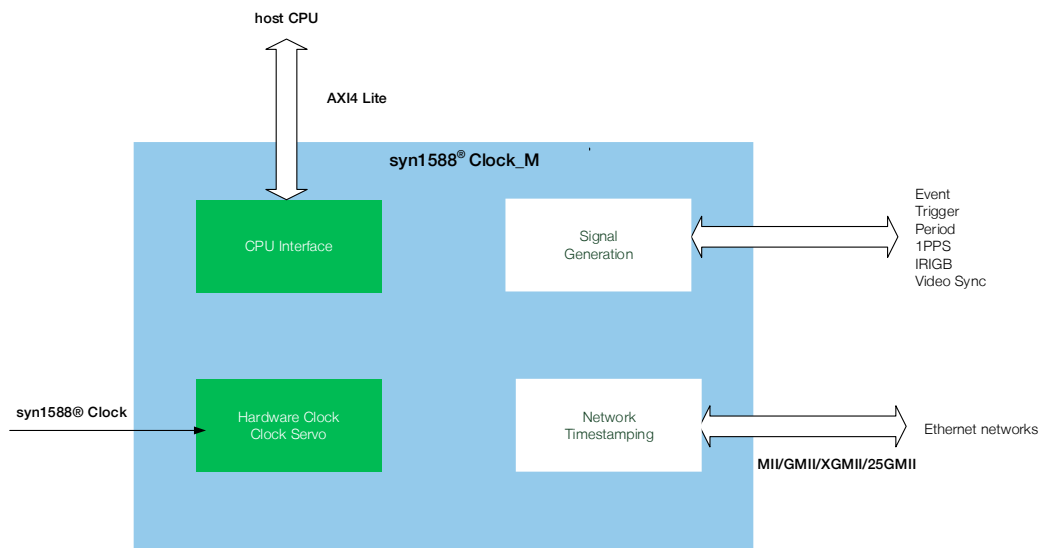 host CPU
AXI4 Lite
syn1588® Clock_M
CPU Interface
Signal
Generation
Event
Trigger
Period
1PPS
IRIGB
Video Sync
syn1588® Clock
Hardware Clock
Clock Servo
Network
Timestamping
Ethernet networks
MII/GMII/XGMII/25GMII